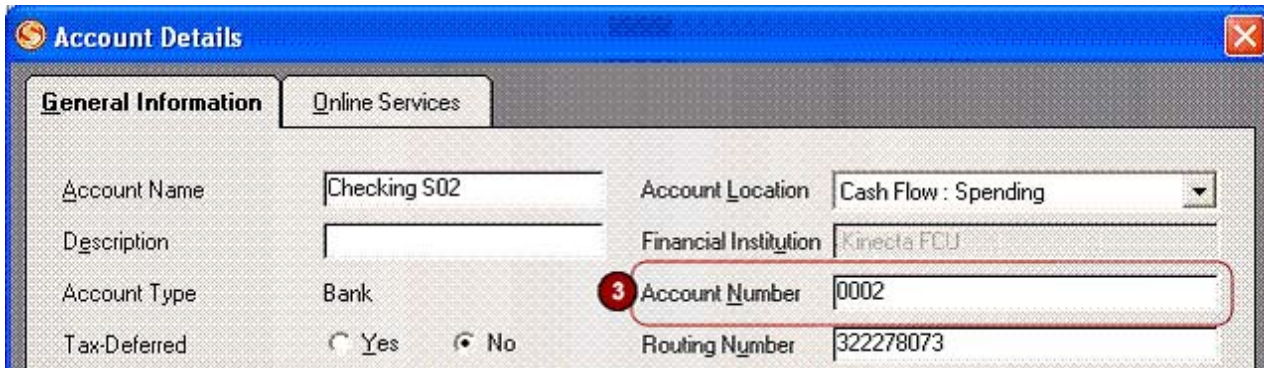 Account Details
General Information Online Services
Account Name Checking S02 Account Location Cash Flow : Spending
Description Financial Institution Kinecta FCU
Account Type Bank 3 Account Number 0002
Tax-Deferred Yes No Routing Number 322278073